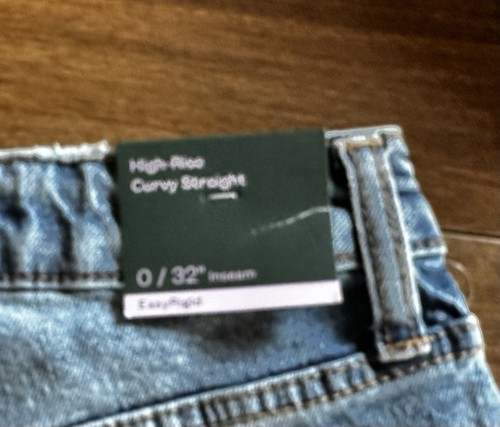 High-Rise
Curvy Straight
0 / 32" Inseam
EasyRigid